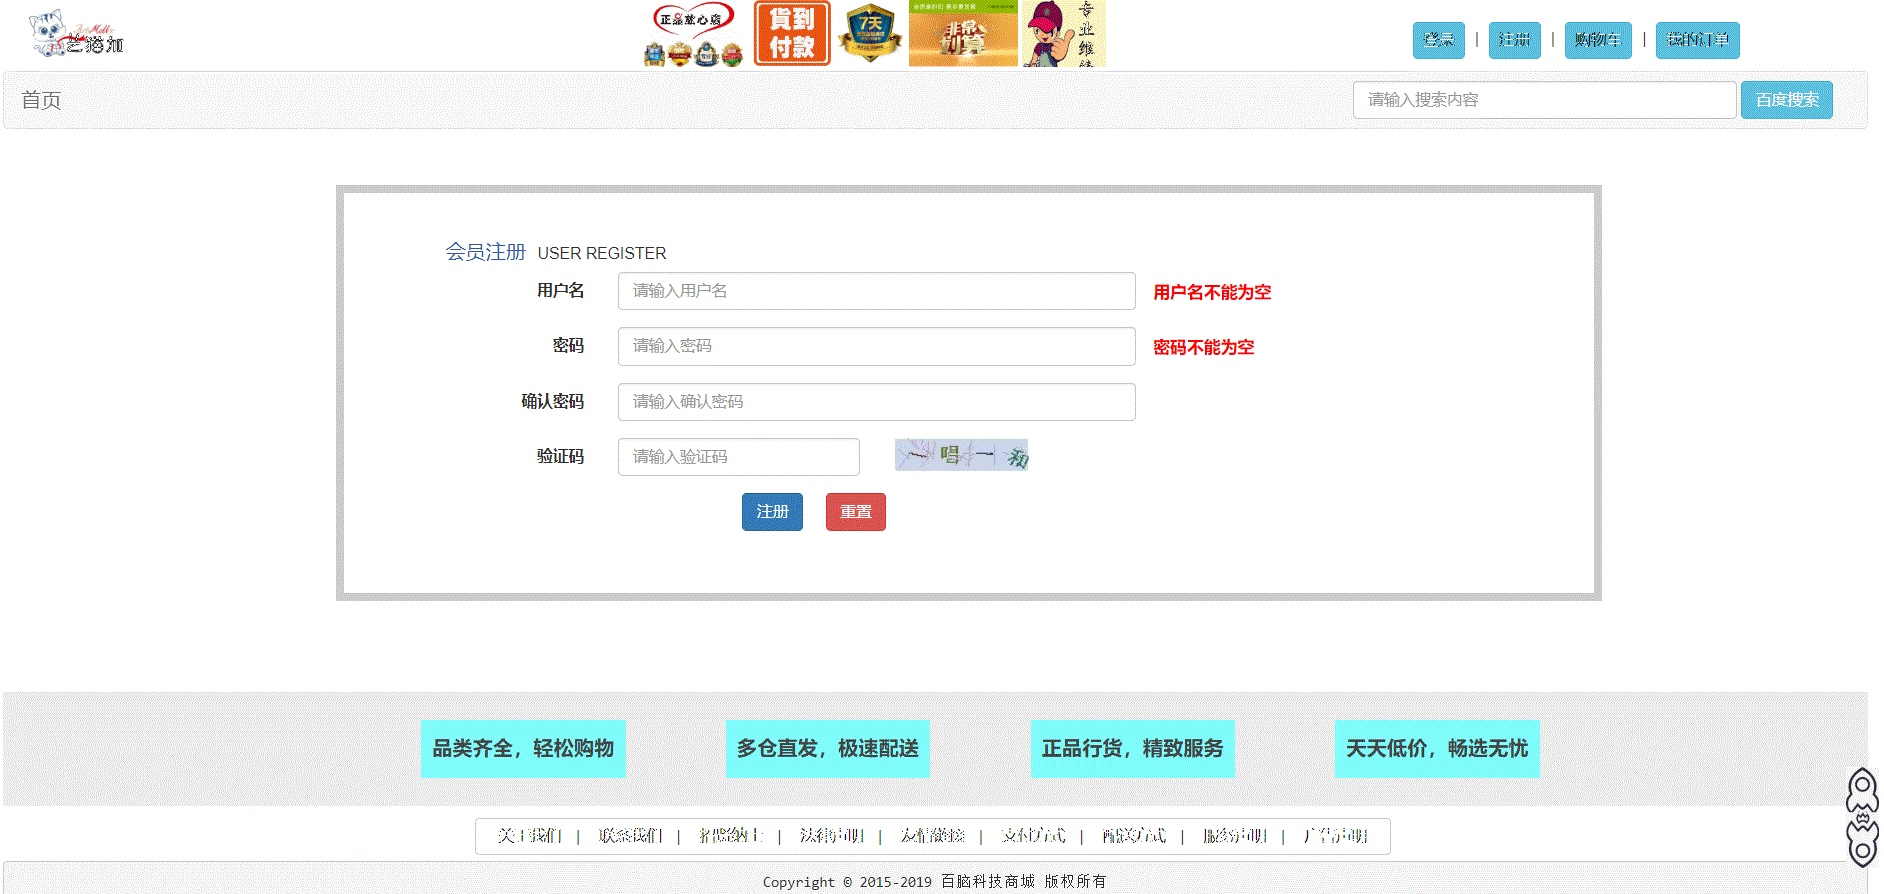 芝猫加
正品放心购
貨到
付款
7天
非常
划算
专业维修
登录 | 注册 | 购物车 | 我的订单
首页
请输入搜索内容
百度搜索
会员注册 USER REGISTER
用户名 请输入用户名 用户名不能为空
密码 请输入密码 密码不能为空
确认密码 请输入确认密码
验证码 请输入验证码 一唱一和
注册 重置
品类齐全，轻松购物 多仓直发，极速配送 正品行货，精致服务 天天低价，畅选无忧
关于我们 | 联系我们 | 招贤纳士 | 法律声明 | 友情链接 | 支付方式 | 配送方式 | 服务声明 | 广告声明
Copyright © 2015-2019 百脑科技商城 版权所有